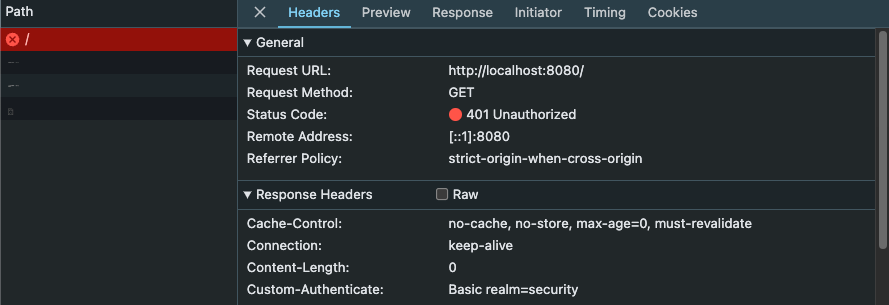 Path
Headers Preview Response Initiator Timing Cookies
/
General
Request URL: http://localhost:8080/
Request Method: GET
Status Code: 401 Unauthorized
Remote Address: [::1]:8080
Referrer Policy: strict-origin-when-cross-origin
Response Headers Raw
Cache-Control: no-cache, no-store, max-age=0, must-revalidate
Connection: keep-alive
Content-Length: 0
Custom-Authenticate: Basic realm=security